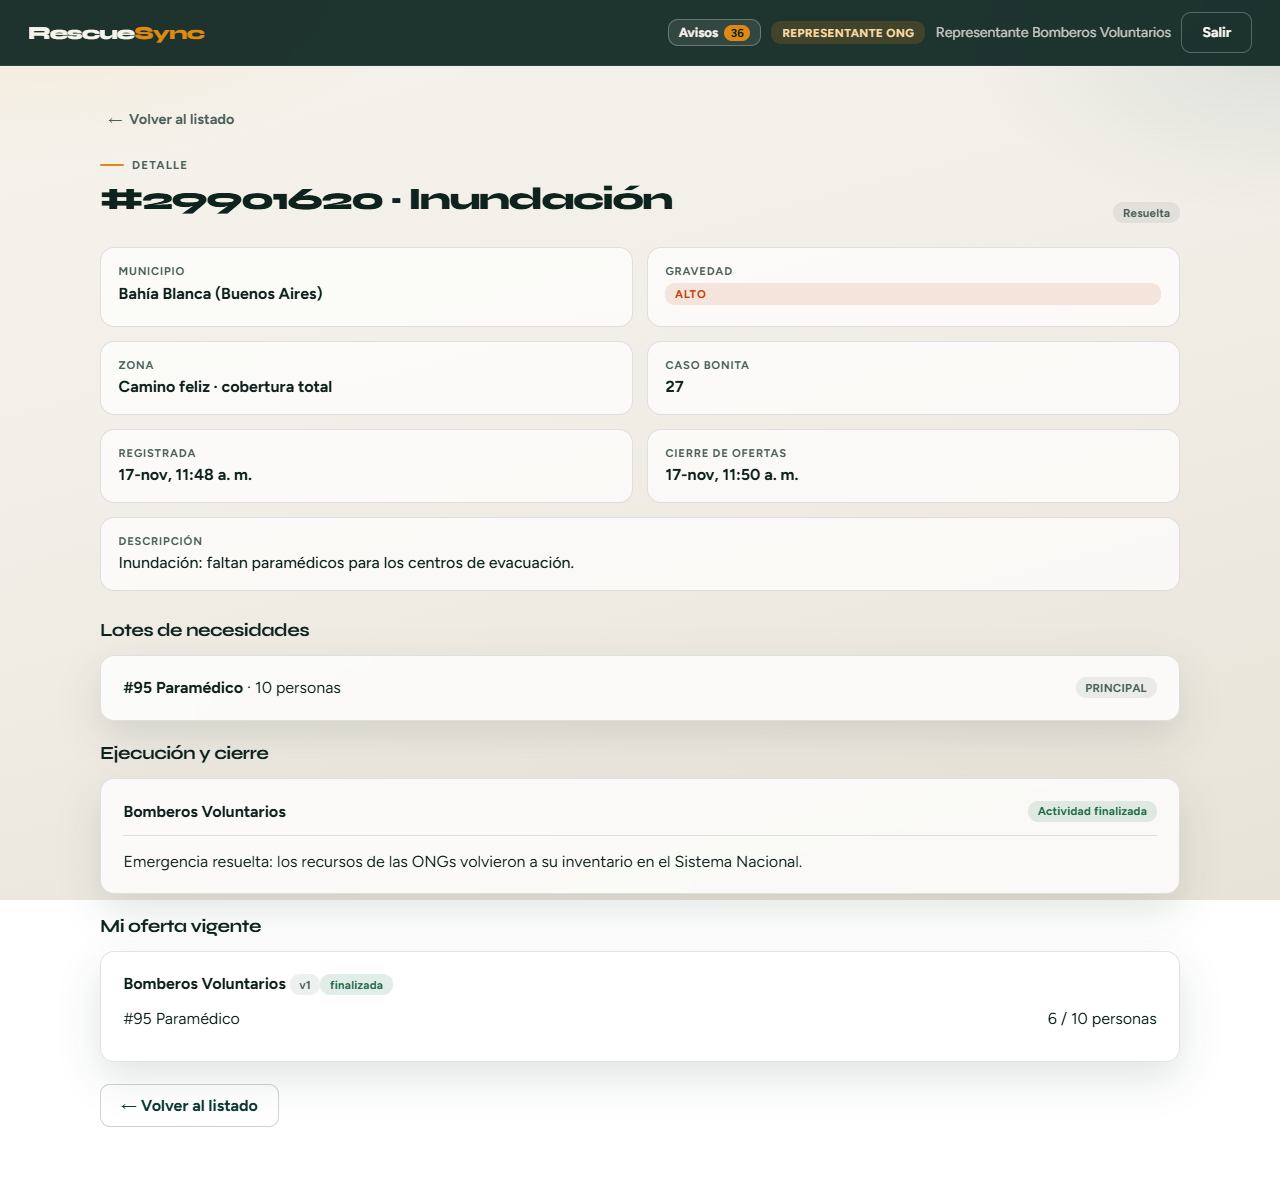 RescueSync
Avisos 36
REPRESENTANTE ONG
Representante Bomberos Voluntarios
Salir
← Volver al listado
DETALLE
#29901620 · Inundación
Resuelta
MUNICIPIO
Bahía Blanca (Buenos Aires)
GRAVEDAD
ALTO
ZONA
Camino feliz · cobertura total
CASO BONITA
27
REGISTRADA
17-nov, 11:48 a. m.
CIERRE DE OFERTAS
17-nov, 11:50 a. m.
DESCRIPCIÓN
Inundación: faltan paramédicos para los centros de evacuación.
Lotes de necesidades
#95 Paramédico · 10 personas
PRINCIPAL
Ejecución y cierre
Bomberos Voluntarios
Actividad finalizada
Emergencia resuelta: los recursos de las ONGs volvieron a su inventario en el Sistema Nacional.
Mi oferta vigente
Bomberos Voluntarios v1 finalizada
#95 Paramédico
6 / 10 personas
← Volver al listado